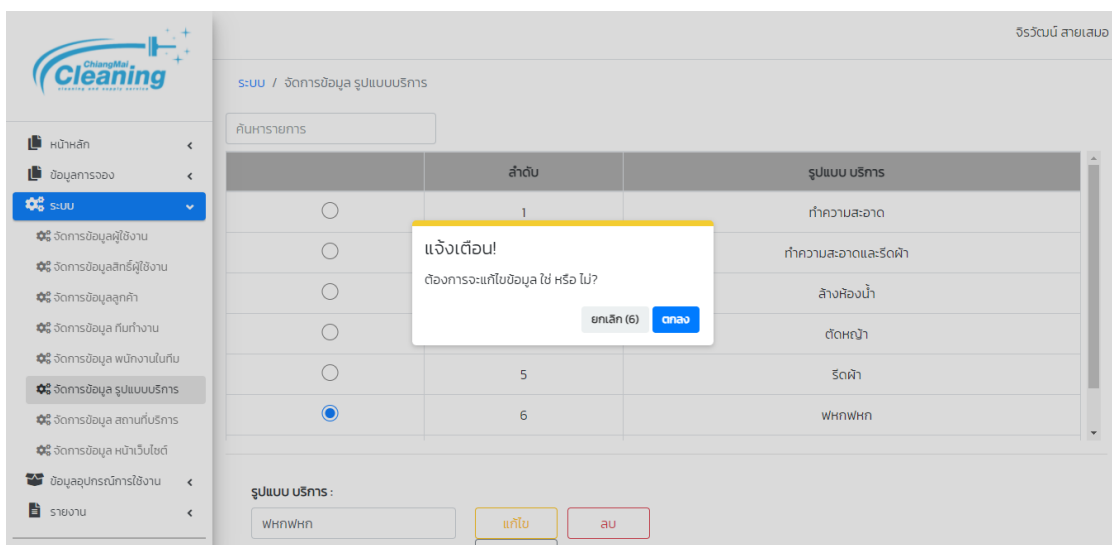 จิรวัฒน์ สายเสมอ
ChiangMai
Cleaning
cleaning and supply service
ระบบ / จัดการข้อมูล รูปแบบบริการ
ค้นหารายการ
หน้าหลัก
ข้อมูลการจอง
ระบบ
จัดการข้อมูลผู้ใช้งาน
จัดการข้อมูลสิทธิ์ผู้ใช้งาน
จัดการข้อมูลลูกค้า
จัดการข้อมูล ทีมทำงาน
จัดการข้อมูล พนักงานในทีม
จัดการข้อมูล รูปแบบบริการ
จัดการข้อมูล สถานที่บริการ
จัดการข้อมูล หน้าเว็บไซต์
ข้อมูลอุปกรณ์การใช้งาน
รายงาน
ลำดับ รูปแบบ บริการ
1 ทำความสะอาด
ทำความสะอาดและรีดผ้า
ล้างห้องน้ำ
ตัดหญ้า
5 รีดผ้า
6 ฟหกฟหก
แจ้งเตือน!
ต้องการจะแก้ไขข้อมูล ใช่ หรือ ไม่?
ยกเลิก (6) ตกลง
รูปแบบ บริการ :
ฟหกฟหก แก้ไข ลบ